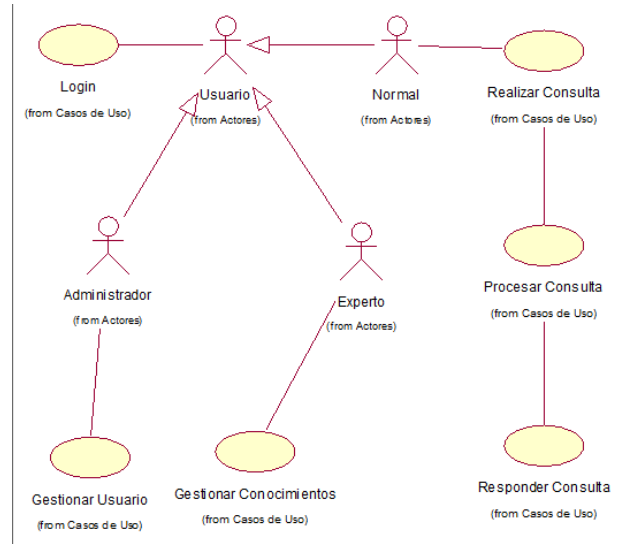 Login
(from Casos de Uso)
Usuario
(from Actores)
Normal
(from Actores)
Realizar Consulta
(from Casos de Uso)
Administrador
(from Actores)
Experto
(from Actores)
Procesar Consulta
(from Casos de Uso)
Gestionar Usuario
(from Casos de Uso)
Gestionar Conocimientos
(from Casos de Uso)
Responder Consulta
(from Casos de Uso)